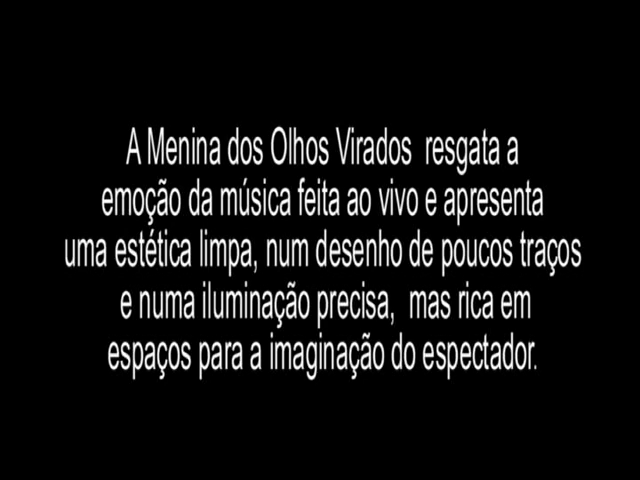 A Menina dos Olhos Virados resgata a
emoção da música feita ao vivo e apresenta
uma estética limpa, num desenho de poucos traços
e numa iluminação precisa, mas rica em
espaços para a imaginação do espectador.